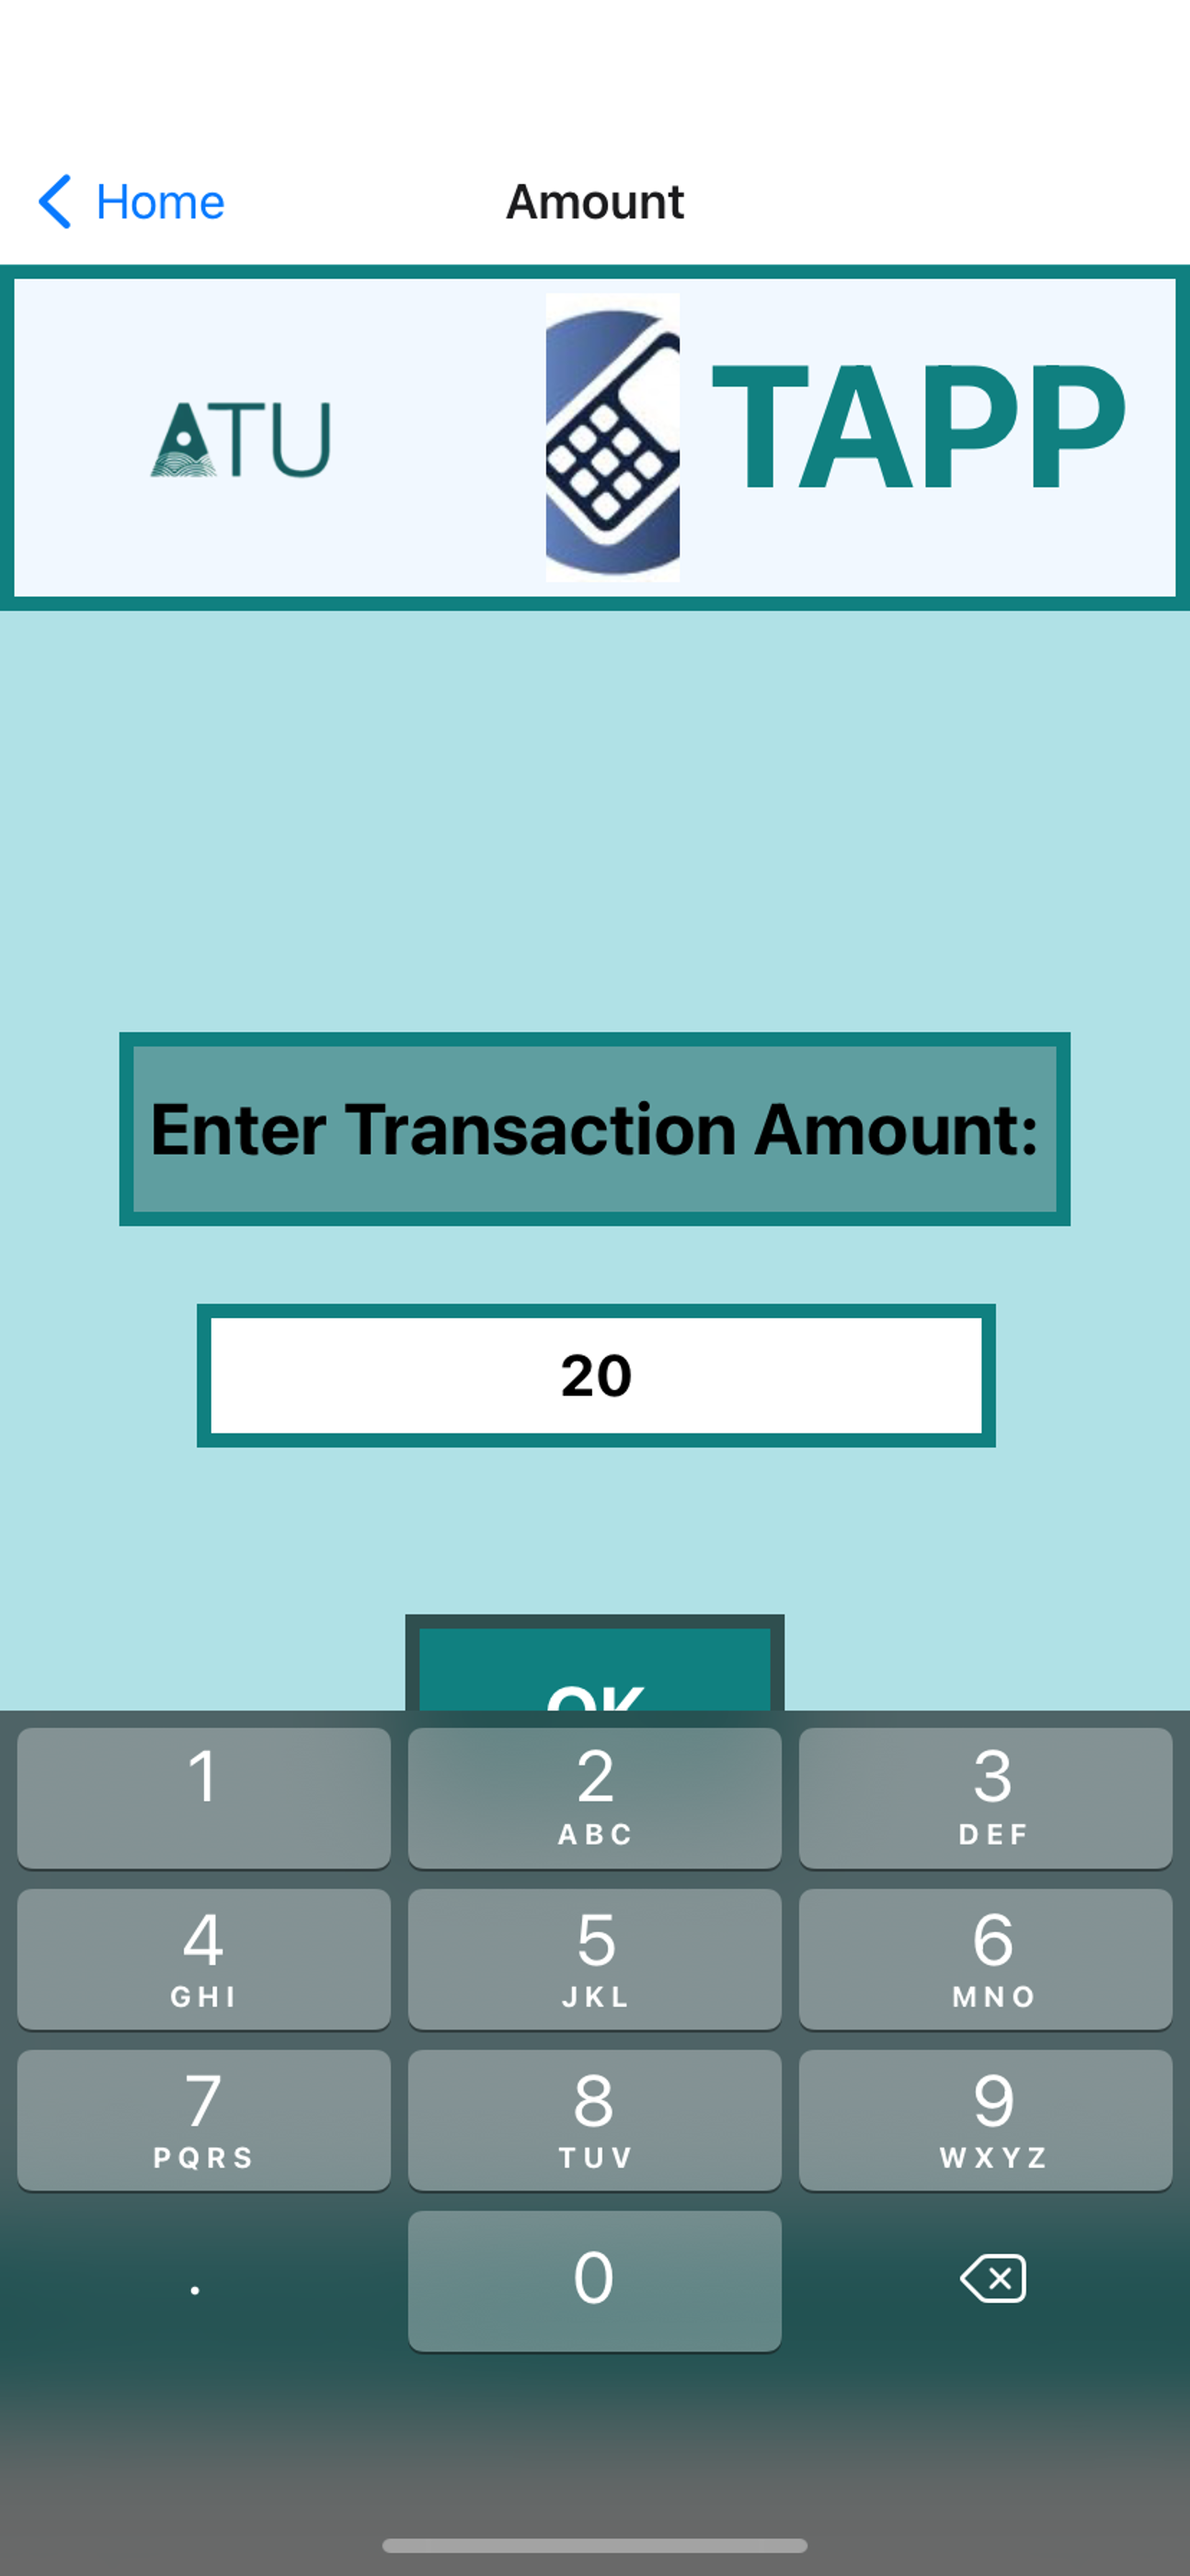 Home
Amount
ATU
TAPP
Enter Transaction Amount:
20
OK
1
2
ABC
3
DEF
4
GHI
5
JKL
6
MNO
7
PQRS
8
TUV
9
WXYZ
.
0